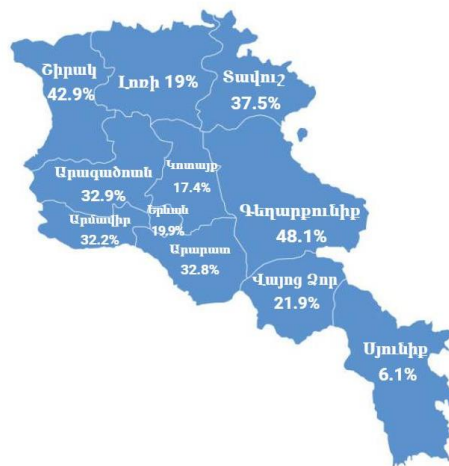 Շիրակ
42.9%
Լոռի 19%
Տավուշ
37.5%
Արագածոտն
32.9%
Կոտայք
17.4%
Գեղարքունիք
48.1%
Արմավիր
32.2%
Երևան
19.9%
Արարատ
32.8%
Վայոց Ձոր
21.9%
Սյունիք
6.1%